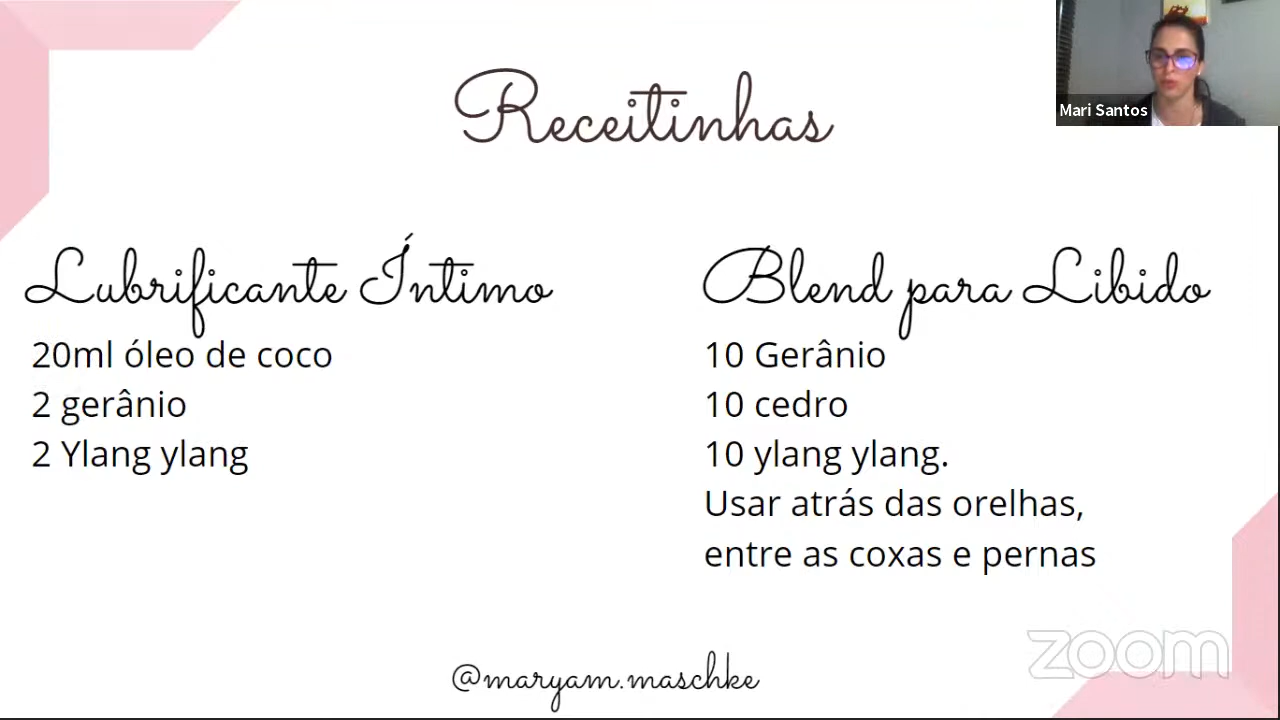 Receitinhas
Mari Santos
Lubrificante Íntimo
20ml óleo de coco
2 gerânio
2 Ylang ylang
Blend para Libido
10 Gerânio
10 cedro
10 ylang ylang.
Usar atrás das orelhas,
entre as coxas e pernas
@maryam.maschke
zoom